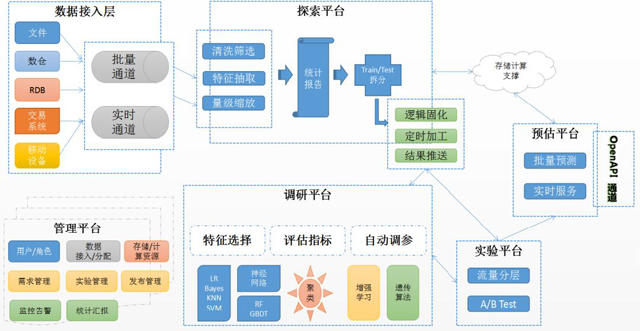 数据接入层
文件
数仓
RDB
交易
系统
移动
设备
批量
通道
实时
通道
探索平台
清洗筛选
特征抽取
量级缩放
统计
报告
Train/Test
拆分
逻辑固化
定时加工
结果推送
存储计算
支撑
预估平台
批量预测
实时服务
OpenAPI 通道
管理平台
用户/角色
数据
接入/分配
存储/计
算资源
需求管理
实验管理
发布管理
监控告警
统计汇报
调研平台
特征选择
评估指标
自动调参
LR
Bayes
KNN
SVM
神经
网络
RF
GBDT
聚
类
增强
学习
遗传
算法
实验平台
流量分层
A/B Test